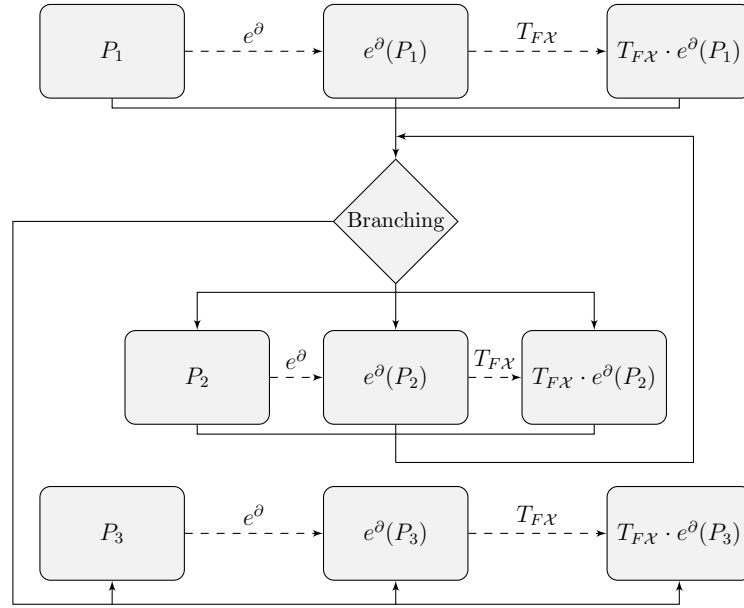 e^∂
T_{F𝒳}
P_1
e^∂(P_1)
T_{F𝒳} · e^∂(P_1)
Branching
e^∂
T_{F𝒳}
P_2
e^∂(P_2)
T_{F𝒳} · e^∂(P_2)
e^∂
T_{F𝒳}
P_3
e^∂(P_3)
T_{F𝒳} · e^∂(P_3)